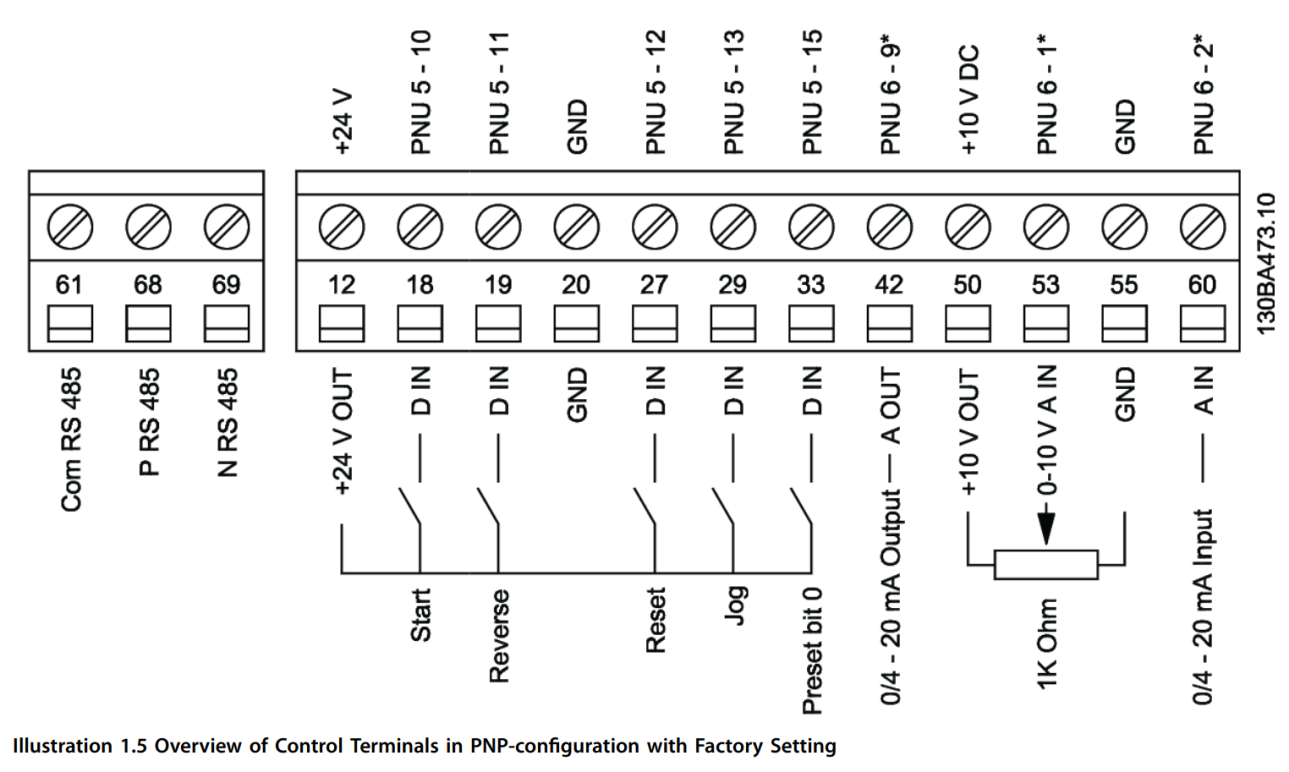 +24 V
PNU 5 - 10
PNU 5 - 11
GND
PNU 5 - 12
PNU 5 - 13
PNU 5 - 15
PNU 6 - 9*
+10 V DC
PNU 6 - 1*
GND
PNU 6 - 2*
61 68 69
12 18 19 20 27 29 33 42 50 53 55 60
130BA473.10
Com RS 485
P RS 485
N RS 485
+24 V OUT
D IN
D IN
GND
D IN
D IN
D IN
0/4 - 20 mA Output
A OUT
+10 V OUT
0-10 V A IN
GND
0/4 - 20 mA Input
A IN
Start
Reverse
Reset
Jog
Preset bit 0
1K Ohm
Illustration 1.5 Overview of Control Terminals in PNP-configuration with Factory Setting